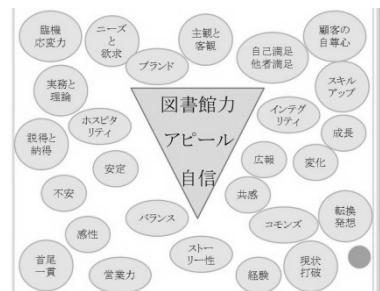 臨機
応変力
ニーズ
と
欲求
ブランド
主観と
客観
自己満足
他者満足
顧客の
自尊心
スキル
アップ
実務と
理論
ホスピタ
リティ
図書館力
アピール
自信
インテグ
リティ
成長
説得と
納得
安定
広報
変化
不安
共感
バランス
コモンズ
転換
発想
感性
ストー
リー性
首尾
一貫
営業力
経験
現状
打破